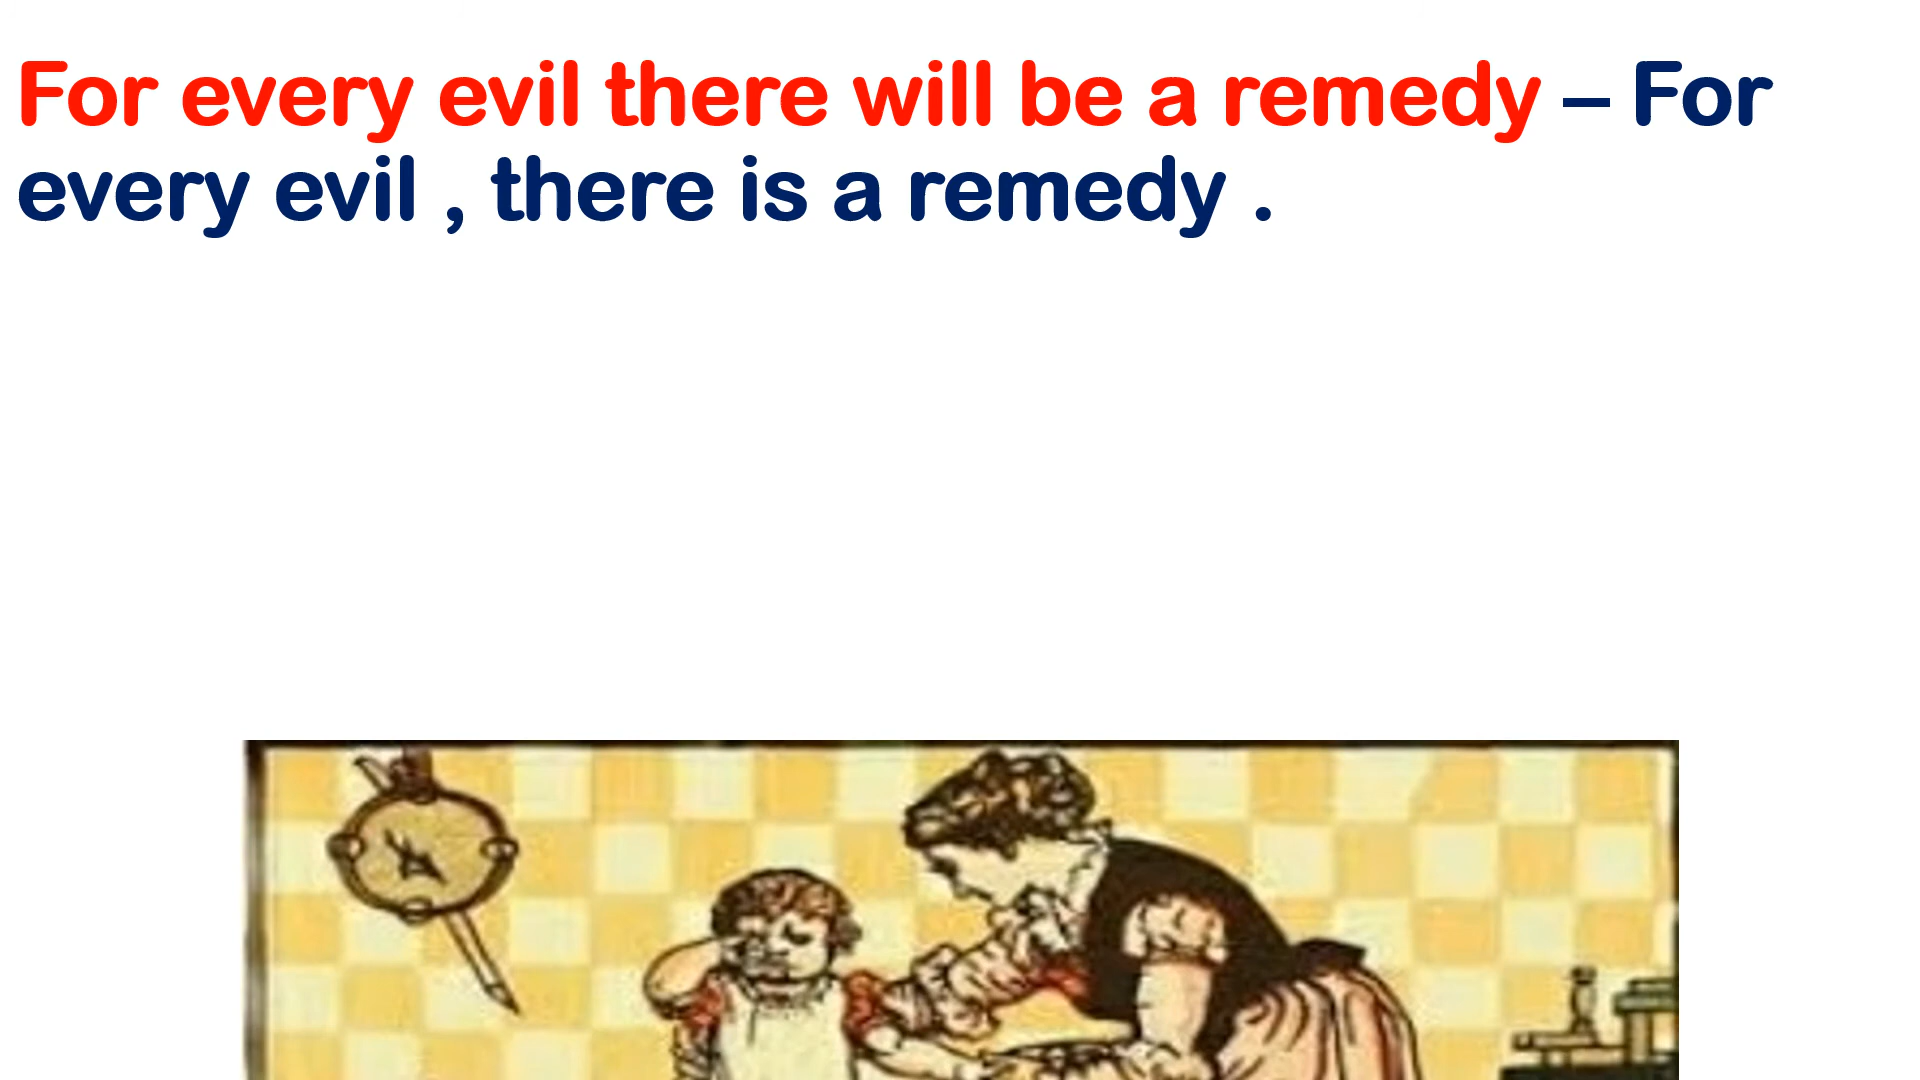 For every evil there will be a remedy – For
every evil , there is a remedy .